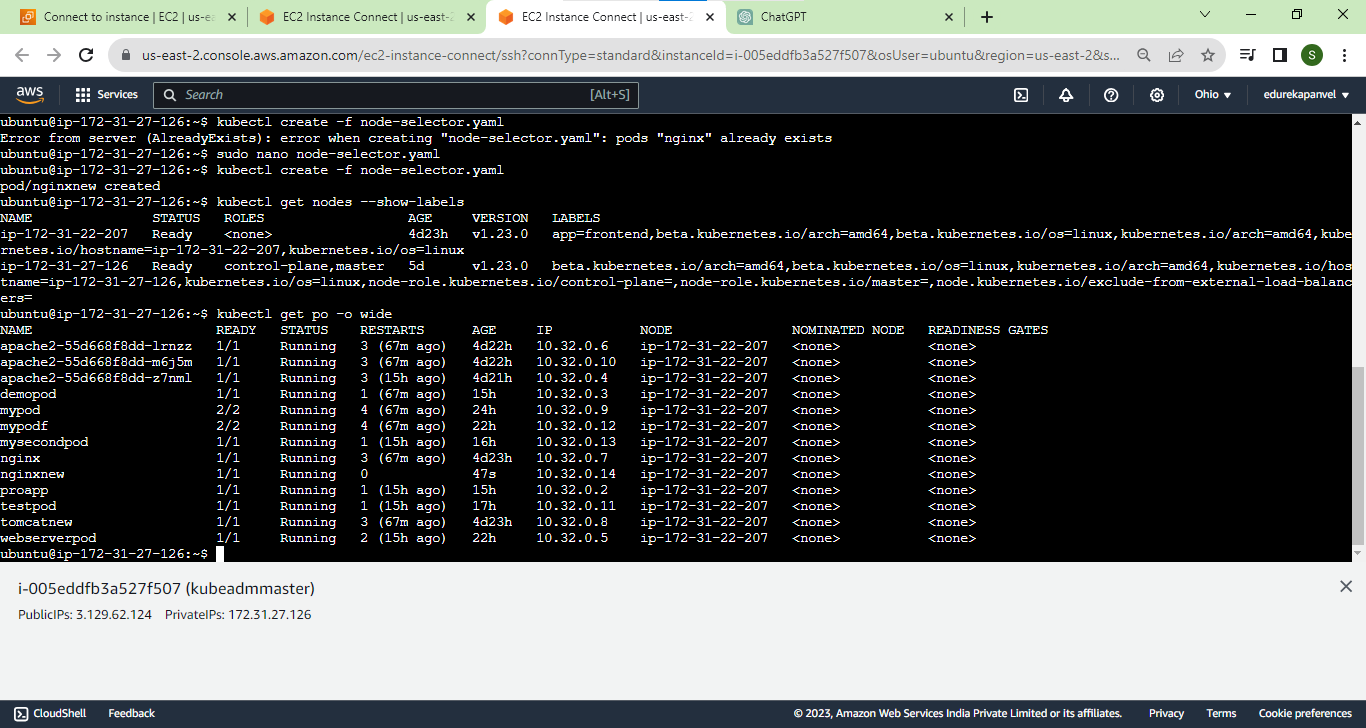 Connect to instance | EC2 | us-ea
EC2 Instance Connect | us-east-2
EC2 Instance Connect | us-east-2
ChatGPT
us-east-2.console.aws.amazon.com/ec2-instance-connect/ssh?connType=standard&instanceId=i-005eddfb3a527f507&osUser=ubuntu&region=us-east-2&s...
S
aws
Services
Search
[Alt+S]
Ohio
edurekapanvel
ubuntu@ip-172-31-27-126:~$ kubectl create -f node-selector.yaml
Error from server (AlreadyExists): error when creating "node-selector.yaml": pods "nginx" already exists
ubuntu@ip-172-31-27-126:~$ sudo nano node-selector.yaml
ubuntu@ip-172-31-27-126:~$ kubectl create -f node-selector.yaml
pod/nginxnew created
ubuntu@ip-172-31-27-126:~$ kubectl get nodes --show-labels
NAME STATUS ROLES AGE VERSION LABELS
ip-172-31-22-207 Ready <none> 4d23h v1.23.0 app=frontend,beta.kubernetes.io/arch=amd64,beta.kubernetes.io/os=linux,kubernetes.io/arch=amd64,kube
rnetes.io/hostname=ip-172-31-22-207,kubernetes.io/os=linux
ip-172-31-27-126 Ready control-plane,master 5d v1.23.0 beta.kubernetes.io/arch=amd64,beta.kubernetes.io/os=linux,kubernetes.io/arch=amd64,kubernetes.io/hos
tname=ip-172-31-27-126,kubernetes.io/os=linux,node-role.kubernetes.io/control-plane=,node-role.kubernetes.io/master=,node.kubernetes.io/exclude-from-external-load-balanc
ers=
ubuntu@ip-172-31-27-126:~$ kubectl get po -o wide
NAME READY STATUS RESTARTS AGE IP NODE NOMINATED NODE READINESS GATES
apache2-55d668f8dd-lrnzz 1/1 Running 3 (67m ago) 4d22h 10.32.0.6 ip-172-31-22-207 <none> <none>
apache2-55d668f8dd-m6j5m 1/1 Running 3 (67m ago) 4d22h 10.32.0.10 ip-172-31-22-207 <none> <none>
apache2-55d668f8dd-z7nml 1/1 Running 3 (15h ago) 4d21h 10.32.0.4 ip-172-31-22-207 <none> <none>
demopod 1/1 Running 1 (67m ago) 15h 10.32.0.3 ip-172-31-22-207 <none> <none>
mypod 2/2 Running 4 (67m ago) 24h 10.32.0.9 ip-172-31-22-207 <none> <none>
mypodf 2/2 Running 4 (67m ago) 22h 10.32.0.12 ip-172-31-22-207 <none> <none>
mysecondpod 1/1 Running 1 (15h ago) 16h 10.32.0.13 ip-172-31-22-207 <none> <none>
nginx 1/1 Running 3 (67m ago) 4d23h 10.32.0.7 ip-172-31-22-207 <none> <none>
nginxnew 1/1 Running 0 47s 10.32.0.14 ip-172-31-22-207 <none> <none>
proapp 1/1 Running 1 (15h ago) 15h 10.32.0.2 ip-172-31-22-207 <none> <none>
testpod 1/1 Running 1 (15h ago) 17h 10.32.0.11 ip-172-31-22-207 <none> <none>
tomcatnew 1/1 Running 3 (67m ago) 4d23h 10.32.0.8 ip-172-31-22-207 <none> <none>
webserverpod 1/1 Running 2 (15h ago) 22h 10.32.0.5 ip-172-31-22-207 <none> <none>
ubuntu@ip-172-31-27-126:~$
i-005eddfb3a527f507 (kubeadmmaster)
PublicIPs: 3.129.62.124 PrivateIPs: 172.31.27.126
CloudShell Feedback © 2023, Amazon Web Services India Private Limited or its affiliates. Privacy Terms Cookie preferences